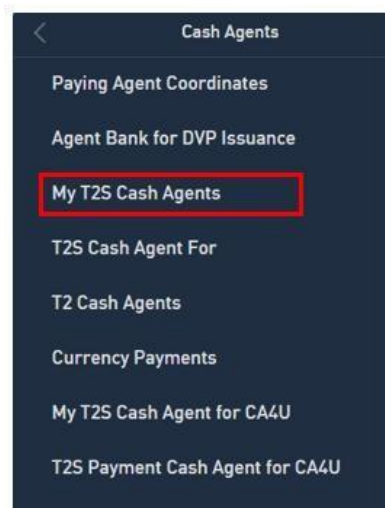 Cash Agents
Paying Agent Coordinates
Agent Bank for DVP Issuance
My T2S Cash Agents
T2S Cash Agent For
T2 Cash Agents
Currency Payments
My T2S Cash Agent for CA4U
T2S Payment Cash Agent for CA4U